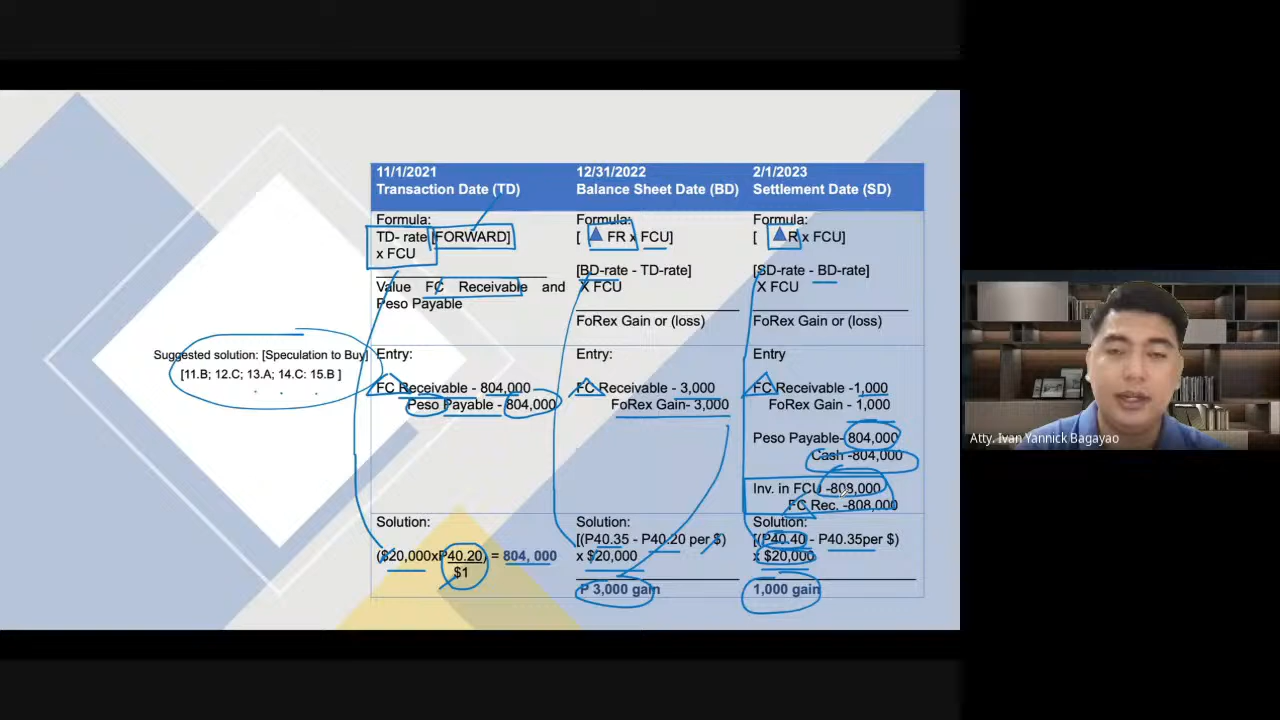 11/1/2021
Transaction Date (TD)
12/31/2022
Balance Sheet Date (BD)
2/1/2023
Settlement Date (SD)
Formula:
TD- rate [FORWARD]
x FCU
Value FC Receivable and
Peso Payable
Formula:
[ ▲ FR x FCU]
[BD-rate - TD-rate]
X FCU
FoRex Gain or (loss)
Formula:
[ ▲R x FCU]
[SD-rate - BD-rate]
X FCU
FoRex Gain or (loss)
Suggested solution: [Speculation to Buy]
[11.B; 12.C; 13.A; 14.C: 15.B ]
Entry:
FC Receivable - 804,000
Peso Payable - 804,000
Entry:
FC Receivable - 3,000
FoRex Gain- 3,000
Entry
FC Receivable -1,000
FoRex Gain - 1,000
Peso Payable- 804,000
Cash -804,000
Inv. in FCU -808,000
FC Rec. -808,000
Solution:
($20,000xP40.20) = 804, 000
$1
Solution:
[(P40.35 - P40.20 per $)
x $20,000
P 3,000 gain
Solution:
[(P40.40 - P40.35per $)
x $20,000
1,000 gain
Atty. Ivan Yannick Bagayao